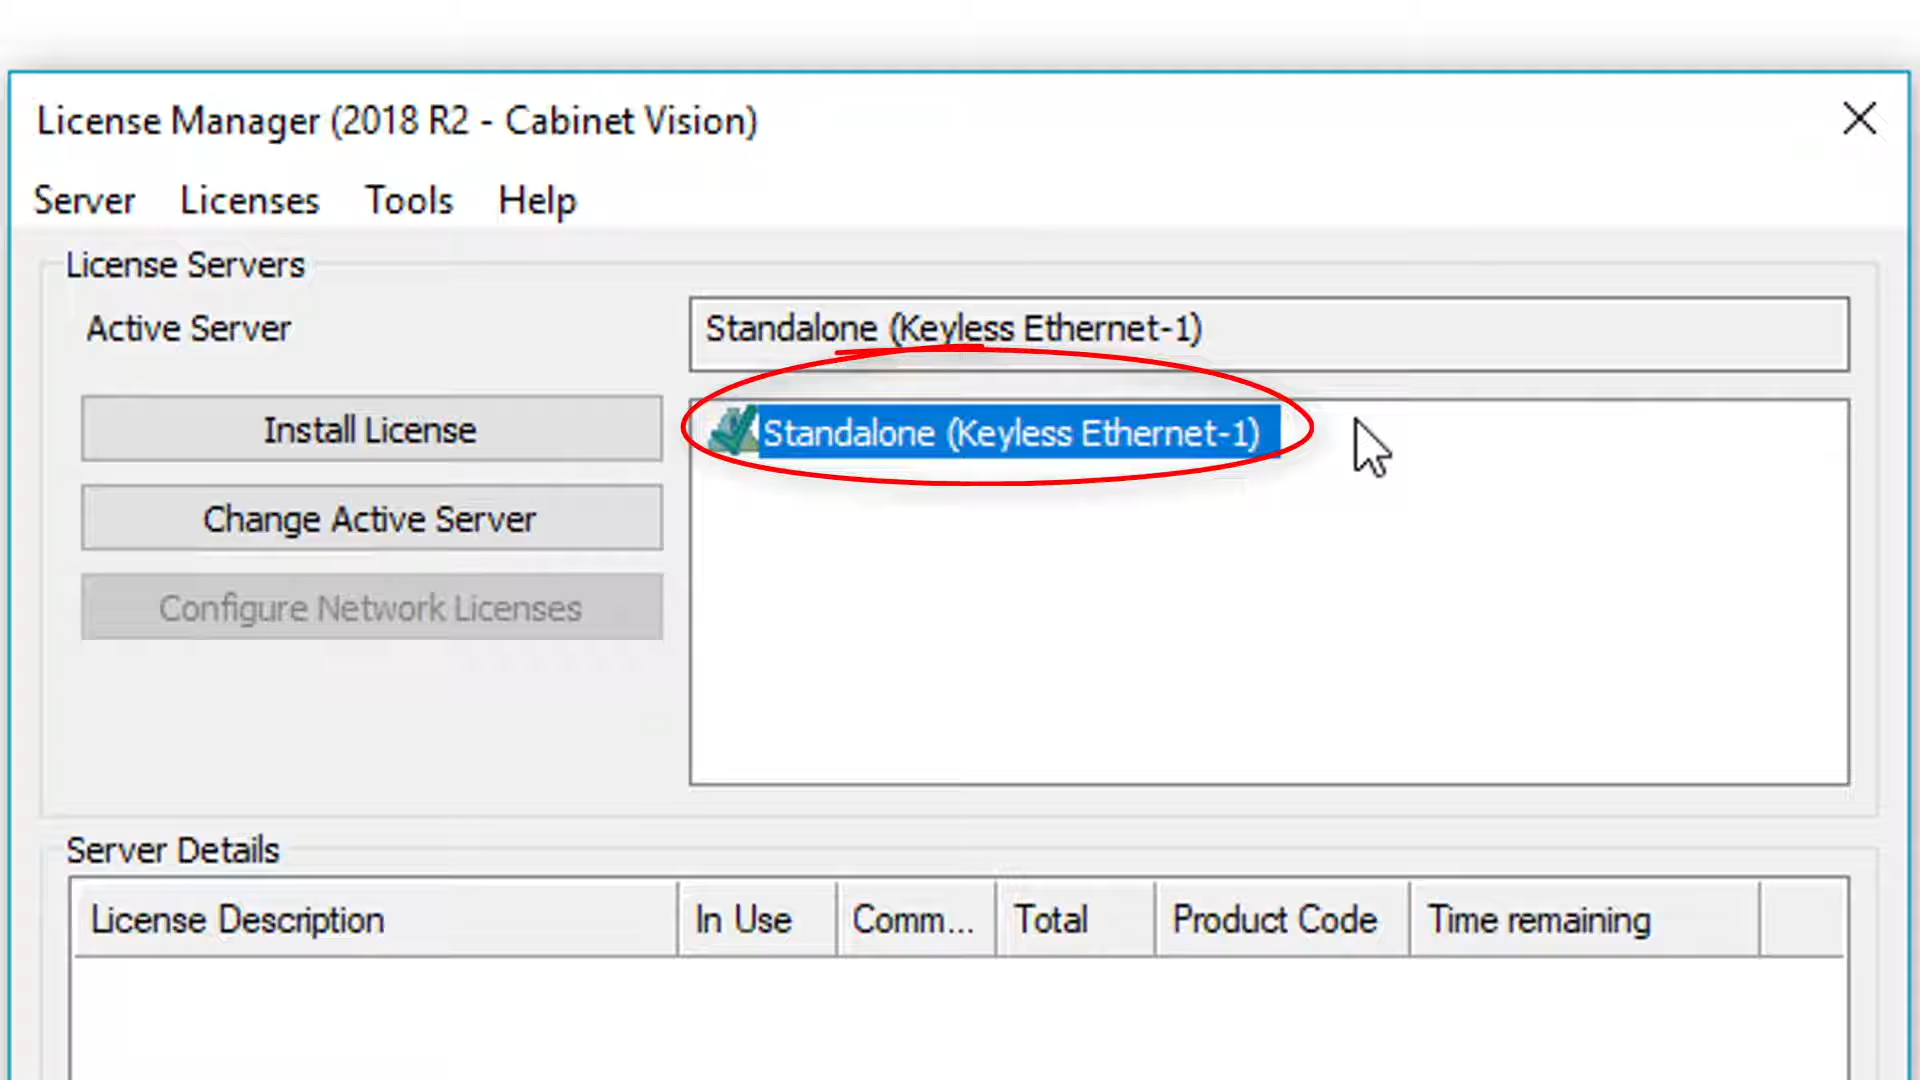 License Manager (2018 R2 - Cabinet Vision)
Server Licenses Tools Help
License Servers
Active Server
Standalone (Keyless Ethernet-1)
Install License
Standalone (Keyless Ethernet-1)
Change Active Server
Configure Network Licenses
Server Details
License Description In Use Comm... Total Product Code Time remaining